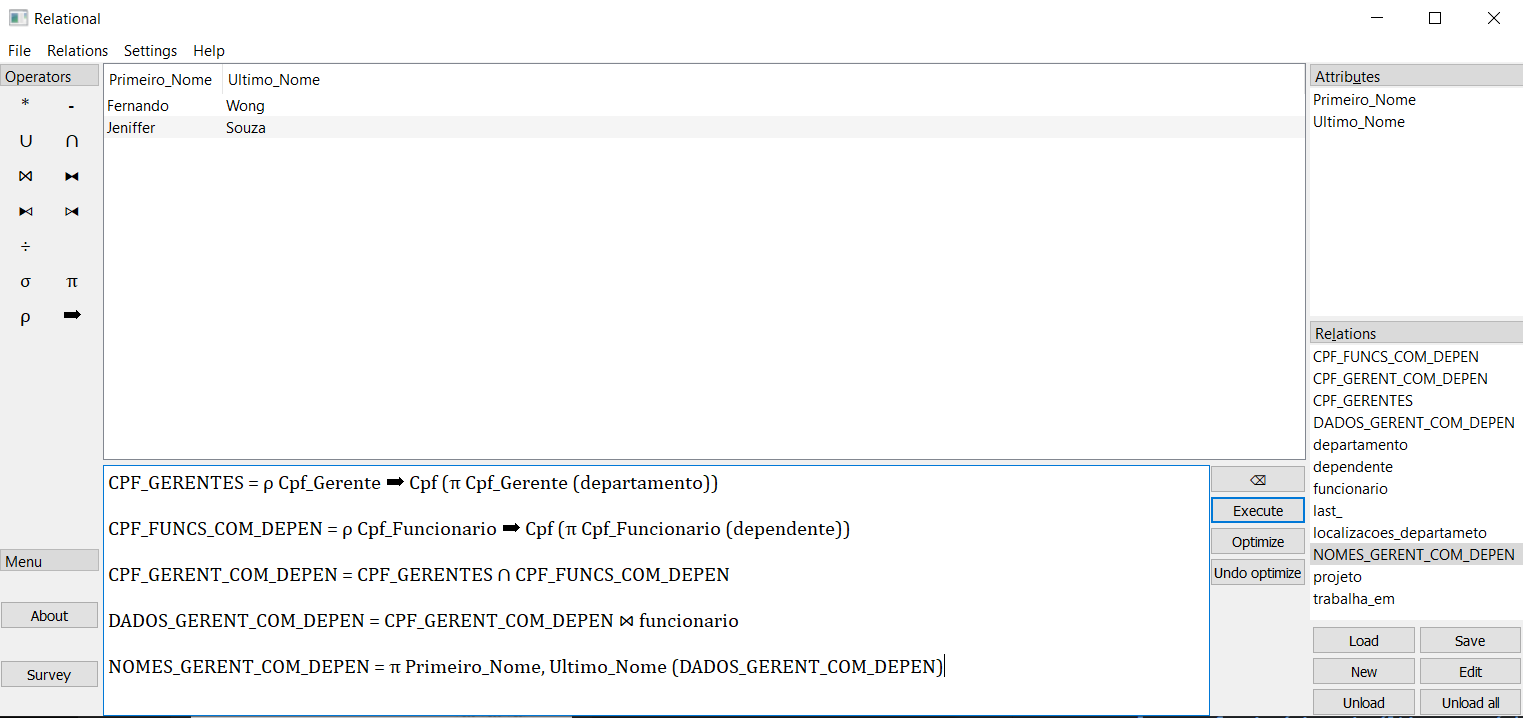 Relational
File Relations Settings Help
Operators
* -
∪ ∩
⋈ ⧓
⧑ ⧒
÷
σ π
ρ ➡
Menu
About
Survey
Primeiro_Nome Ultimo_Nome
Fernando Wong
Jeniffer Souza
CPF_GERENTES = ρ Cpf_Gerente ➡ Cpf (π Cpf_Gerente (departamento))
CPF_FUNCS_COM_DEPEN = ρ Cpf_Funcionario ➡ Cpf (π Cpf_Funcionario (dependente))
CPF_GERENT_COM_DEPEN = CPF_GERENTES ∩ CPF_FUNCS_COM_DEPEN
DADOS_GERENT_COM_DEPEN = CPF_GERENT_COM_DEPEN ⋈ funcionario
NOMES_GERENT_COM_DEPEN = π Primeiro_Nome, Ultimo_Nome (DADOS_GERENT_COM_DEPEN)
⌫
Execute
Optimize
Undo optimize
Attributes
Primeiro_Nome
Ultimo_Nome
Relations
CPF_FUNCS_COM_DEPEN
CPF_GERENT_COM_DEPEN
CPF_GERENTES
DADOS_GERENT_COM_DEPEN
departamento
dependente
funcionario
last_
localizacoes_departameto
NOMES_GERENT_COM_DEPEN
projeto
trabalha_em
Load Save
New Edit
Unload Unload all